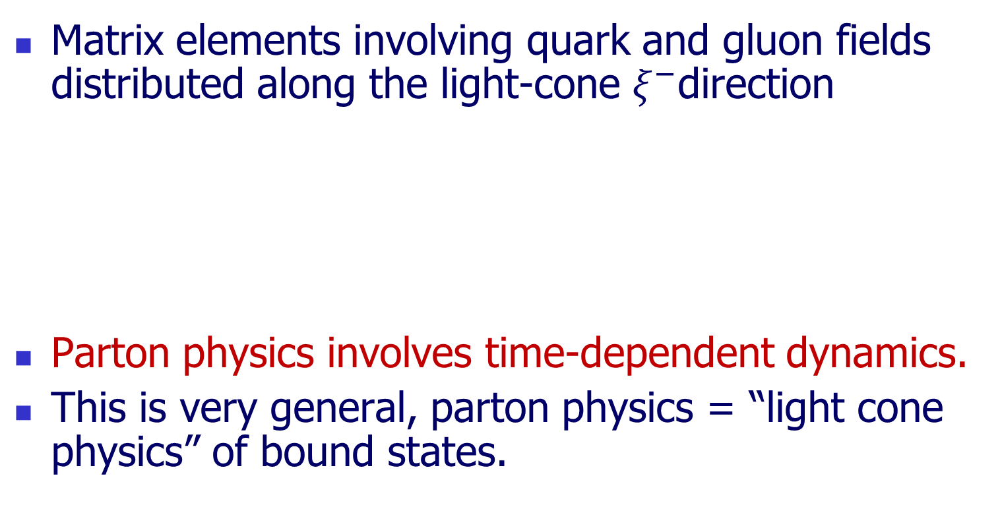 ▪ Matrix elements involving quark and gluon fields
distributed along the light-cone ξ⁻ direction
▪ Parton physics involves time-dependent dynamics.
▪ This is very general, parton physics = “light cone
physics” of bound states.